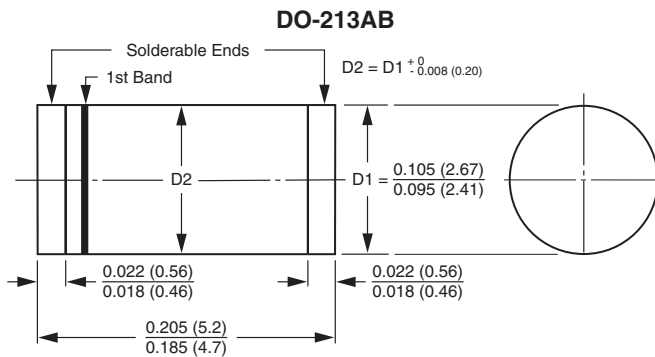 DO-213AB
Solderable Ends
D2 = D1 + 0 - 0.008 (0.20)
1st Band
D2
D1 = 0.105 (2.67)
0.095 (2.41)
0.022 (0.56)
0.018 (0.46)
0.022 (0.56)
0.018 (0.46)
0.205 (5.2)
0.185 (4.7)